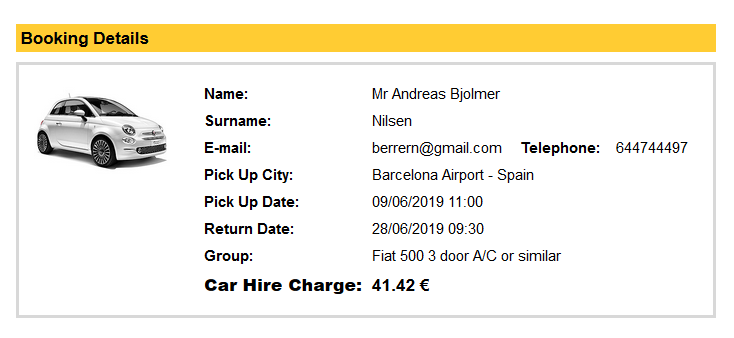 Booking Details
Name: Mr Andreas Bjolmer
Surname: Nilsen
E-mail: berrern@gmail.com Telephone: 644744497
Pick Up City: Barcelona Airport - Spain
Pick Up Date: 09/06/2019 11:00
Return Date: 28/06/2019 09:30
Group: Fiat 500 3 door A/C or similar
Car Hire Charge: 41.42 €